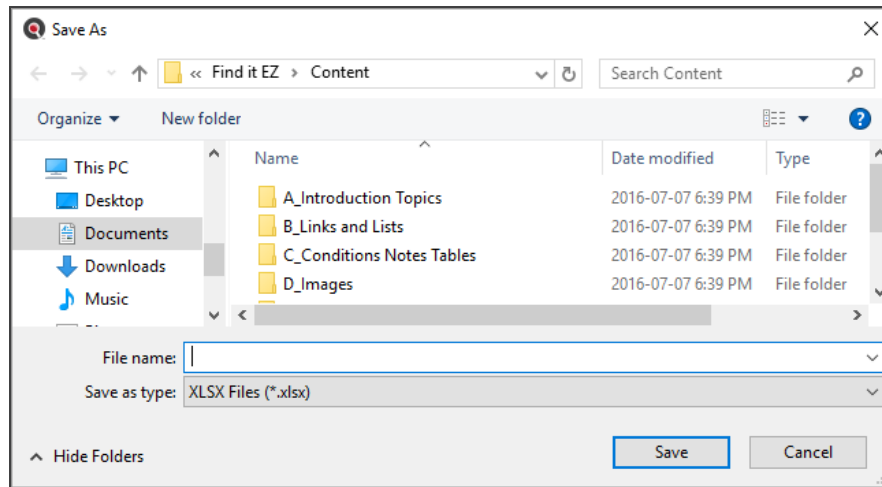 Save As
« Find it EZ > Content
Search Content
Organize
New folder
?
Name
Date modified
Type
This PC
Desktop
Documents
Downloads
Music
A_Introduction Topics 2016-07-07 6:39 PM File folder
B_Links and Lists 2016-07-07 6:39 PM File folder
C_Conditions Notes Tables 2016-07-07 6:39 PM File folder
D_Images 2016-07-07 6:39 PM File folder
File name:
Save as type: XLSX Files (*.xlsx)
Hide Folders
Save
Cancel